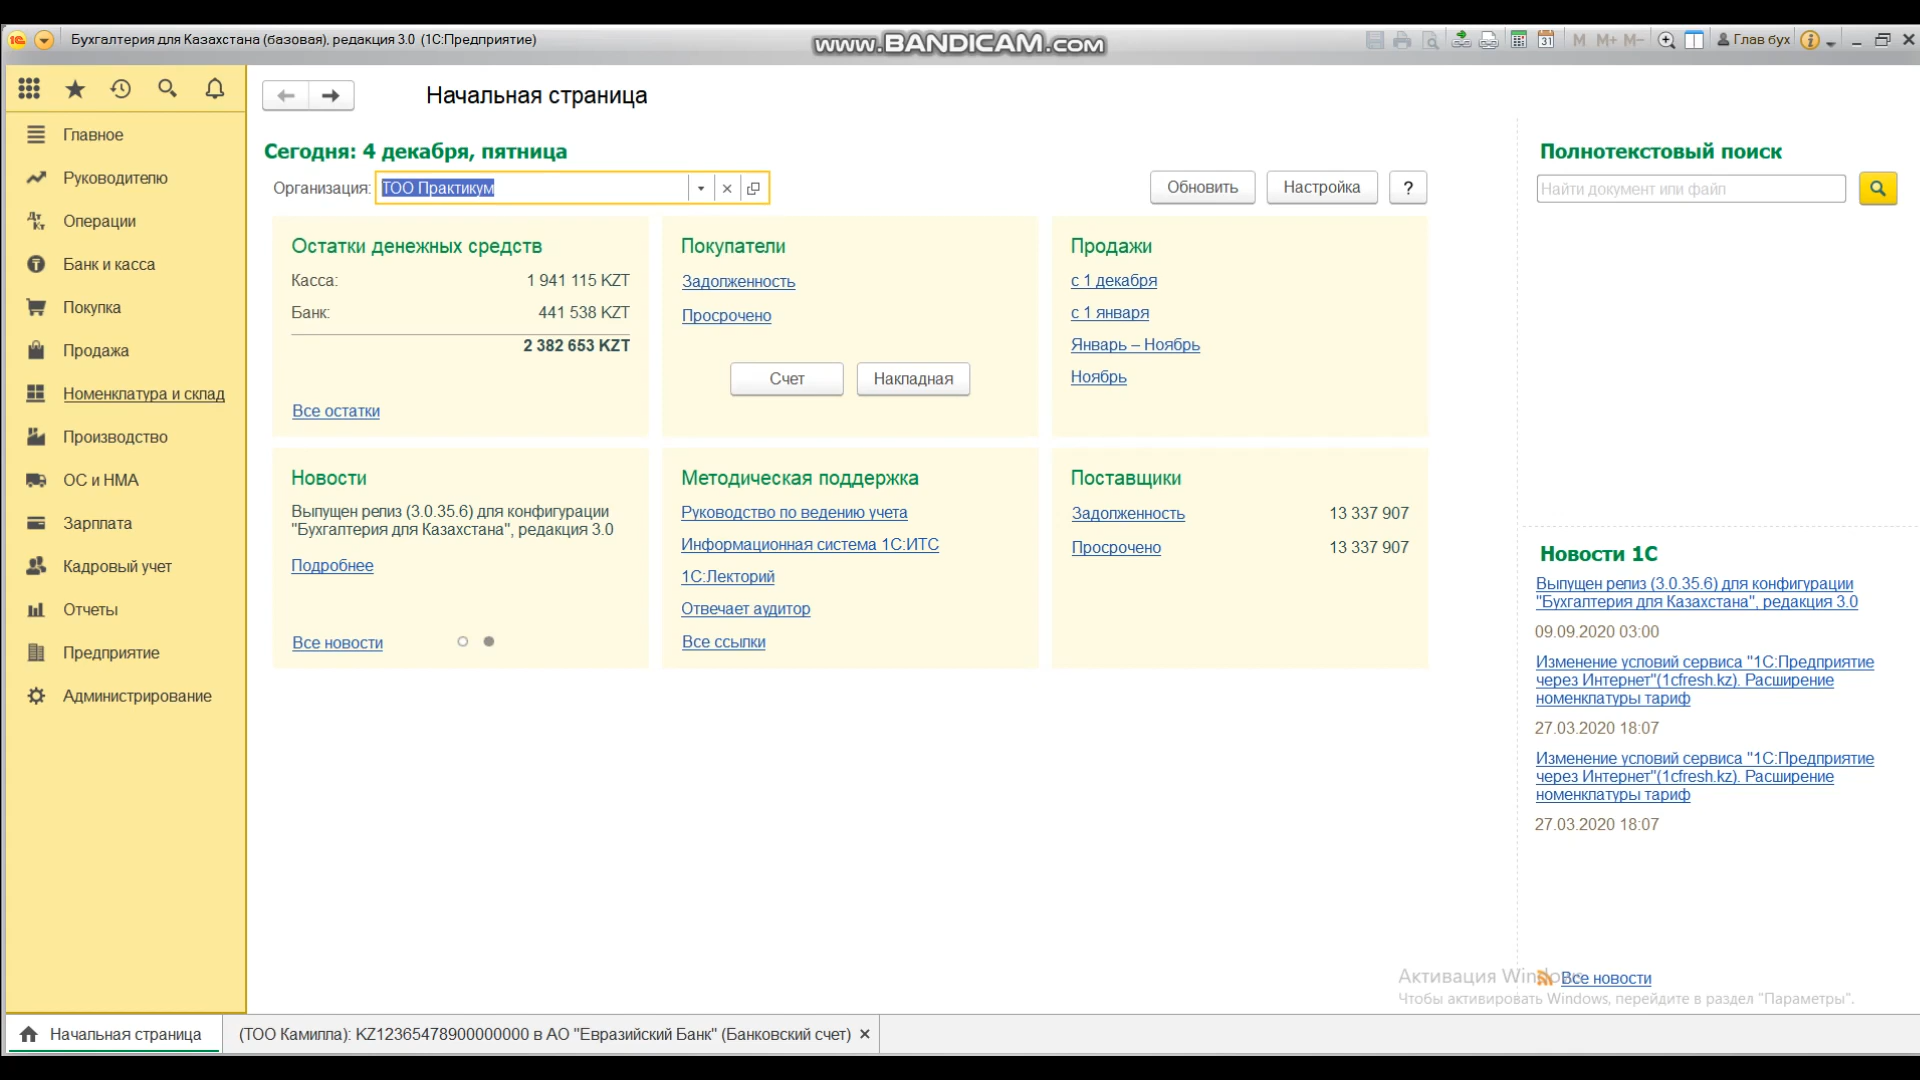 Бухгалтерия для Казахстана (базовая), редакция 3.0 (1С:Предприятие)
www.BANDICAM.com
M M+ M- Глав бух
Главное
Руководителю
Операции
Банк и касса
Покупка
Продажа
Номенклатура и склад
Производство
ОС и НМА
Зарплата
Кадровый учет
Отчеты
Предприятие
Администрирование
Начальная страница
Сегодня: 4 декабря, пятница
Организация: ТОО Практикум
Обновить Настройка ?
Остатки денежных средств
Касса: 1 941 115 KZT
Банк: 441 538 KZT
2 382 653 KZT
Все остатки
Покупатели
Задолженность
Просрочено
Счет Накладная
Продажи
с 1 декабря
с 1 января
Январь – Ноябрь
Ноябрь
Новости
Выпущен релиз (3.0.35.6) для конфигурации
"Бухгалтерия для Казахстана", редакция 3.0
Подробнее
Все новости
Методическая поддержка
Руководство по ведению учета
Информационная система 1С:ИТС
1С:Лекторий
Отвечает аудитор
Все ссылки
Поставщики
Задолженность 13 337 907
Просрочено 13 337 907
Полнотекстовый поиск
Найти документ или файл
Новости 1С
Выпущен релиз (3.0.35.6) для конфигурации
"Бухгалтерия для Казахстана", редакция 3.0
09.09.2020 03:00
Изменение условий сервиса "1С:Предприятие
через Интернет"(1cfresh.kz). Расширение
номенклатуры тариф
27.03.2020 18:07
Изменение условий сервиса "1С:Предприятие
через Интернет"(1cfresh.kz). Расширение
номенклатуры тариф
27.03.2020 18:07
Активация Windows
Все новости
Чтобы активировать Windows, перейдите в раздел "Параметры".
Начальная страница
(ТОО Камилла): KZ12365478900000000 в АО "Евразийский Банк" (Банковский счет)